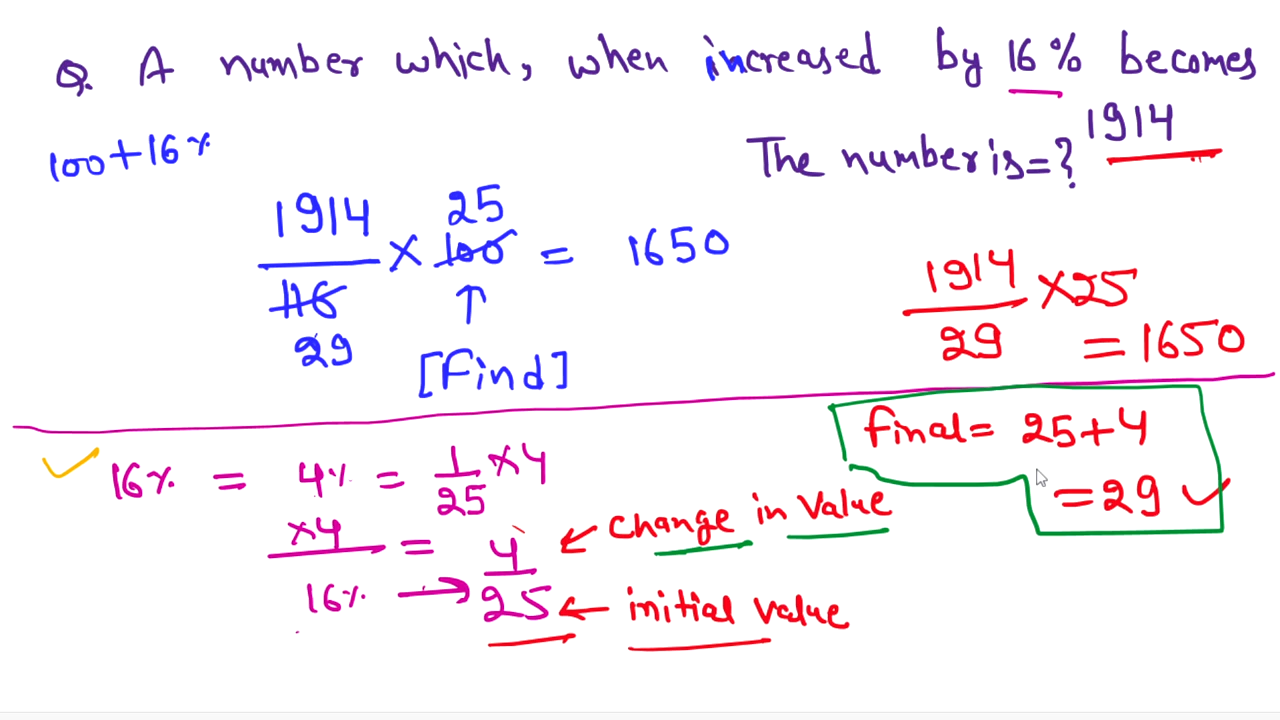 Q. A number which, when increased by 16% becomes
1914
The number is = ?
100+16%
1914/116 × 100 = 1650
25
29
↑
[Find]
1914/29 ×25
= 1650
16% = 4% = 1/25 ×4
×4 = 4/25 ← change in value
16% → 25 ← initial value
final = 25+4
= 29 ✓